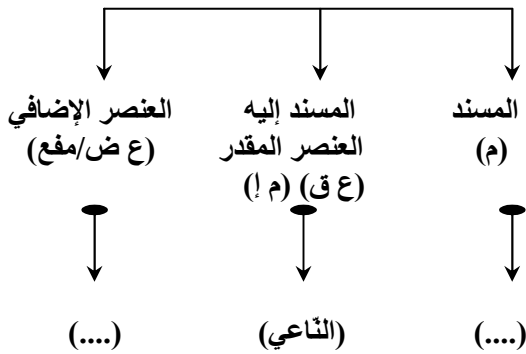 المسند
(م)
المسند إليه
العنصر المقدر
(ع ق) (م إ)
العنصر الإضافي
(ع ض/مفع)
(....)
(النّاعي)
(....)